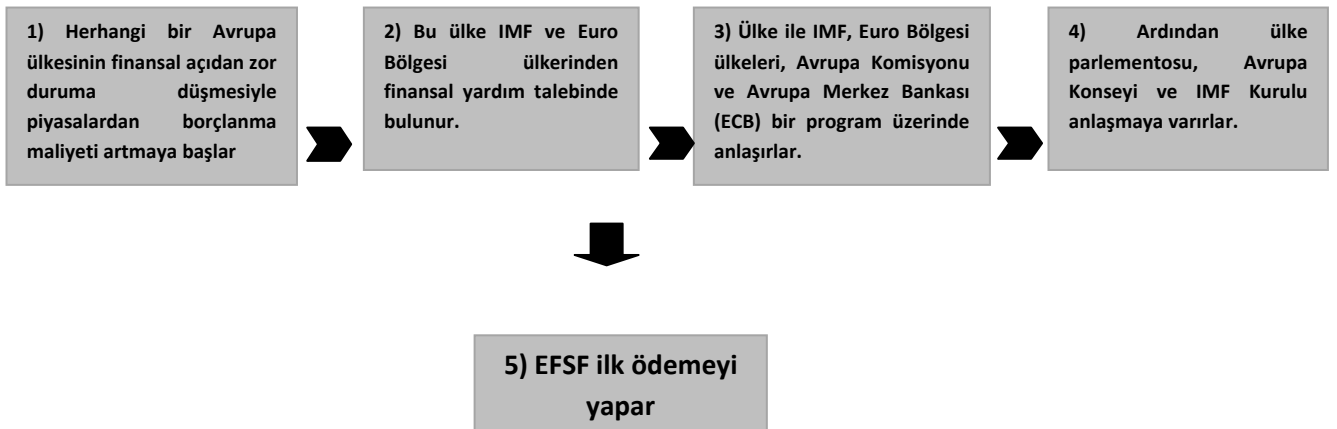 1) Herhangi bir Avrupa
ülkesinin finansal açıdan zor
duruma düşmesiyle
piyasalardan borçlanma
maliyeti artmaya başlar
2) Bu ülke IMF ve Euro
Bölgesi ülkerinden
finansal yardım talebinde
bulunur.
3) Ülke ile IMF, Euro Bölgesi
ülkeleri, Avrupa Komisyonu
ve Avrupa Merkez Bankası
(ECB) bir program üzerinde
anlaşırlar.
4) Ardından ülke
parlementosu, Avrupa
Konseyi ve IMF Kurulu
anlaşmaya varırlar.
5) EFSF ilk ödemeyi
yapar